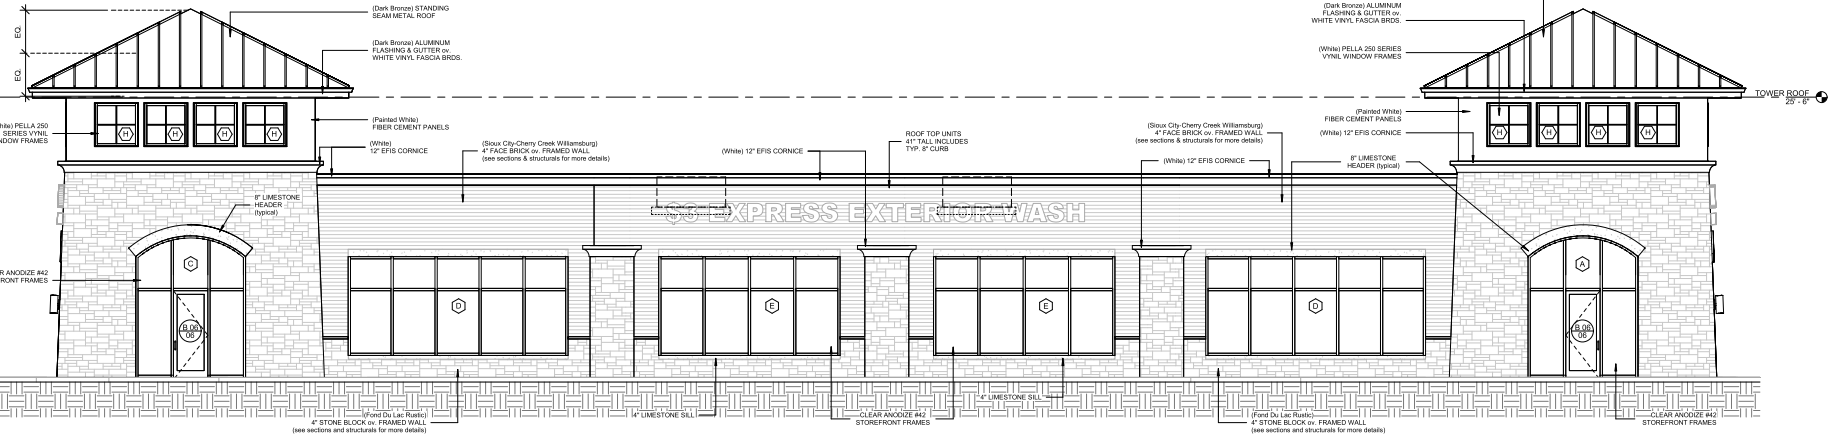 EQ.
EQ.
(Dark Bronze) STANDING
SEAM METAL ROOF
(Dark Bronze) ALUMINUM
FLASHING & GUTTER ov.
WHITE VINYL FASCIA BRDS.
(Dark Bronze) ALUMINUM
FLASHING & GUTTER ov.
WHITE VINYL FASCIA BRDS.
(White) PELLA 250 SERIES
VYNIL WINDOW FRAMES
TOWER ROOF
25' - 6"
hite) PELLA 250
SERIES VYNIL
NDOW FRAMES
H
H
H
H
(Painted White)
FIBER CEMENT PANELS
(White)
12" EFIS CORNICE
(Sioux City-Cherry Creek Williamsburg)
4" FACE BRICK ov. FRAMED WALL
(see sections & structurals for more details)
(White) 12" EFIS CORNICE
ROOF TOP UNITS
41" TALL INCLUDES
TYP. 8" CURB
(Sioux City-Cherry Creek Williamsburg)
4" FACE BRICK ov. FRAMED WALL
(see sections & structurals for more details)
(White) 12" EFIS CORNICE
(Painted White)
FIBER CEMENT PANELS
(White) 12" EFIS CORNICE
8" LIMESTONE
HEADER (typical)
H
H
H
H
8" LIMESTONE
HEADER
(typical)
$3 EXPRESS EXTERIOR WASH
C
D
E
E
D
A
R ANODIZE #42
RONT FRAMES
B 06
06
B 06
06
(Fond Du Lac Rustic)
4" STONE BLOCK ov. FRAMED WALL
(see sections and structurals for more details)
4" LIMESTONE SILL
CLEAR ANODIZE #42
STOREFRONT FRAMES
4" LIMESTONE SILL
(Fond Du Lac Rustic)
4" STONE BLOCK ov. FRAMED WALL
(see sections and structurals for more details)
CLEAR ANODIZE #42
STOREFRONT FRAMES